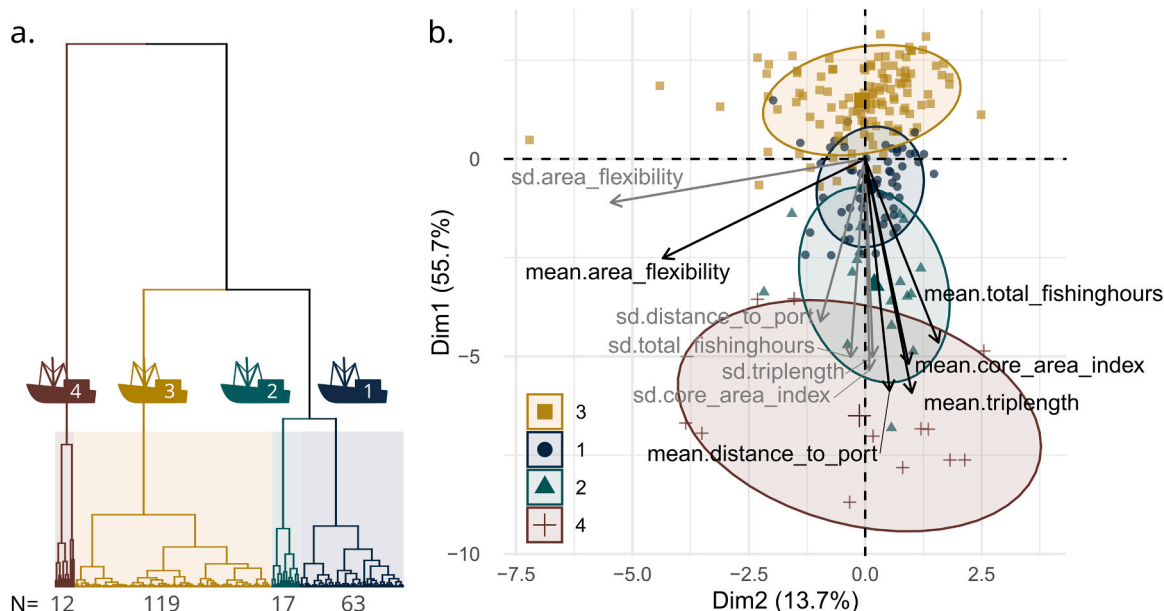 a.
4
3
2
1
N= 12 119 17 63
b.
Dim1 (55.7%)
0
−5
−10
sd.area_flexibility
mean.area_flexibility
mean.total_fishinghours
sd.distance_to_port
sd.total_fishinghours
mean.core_area_index
sd.triplength
sd.core_area_index
mean.triplength
mean.distance_to_port
3
1
2
4
−7.5 −5.0 −2.5 0.0 2.5
Dim2 (13.7%)